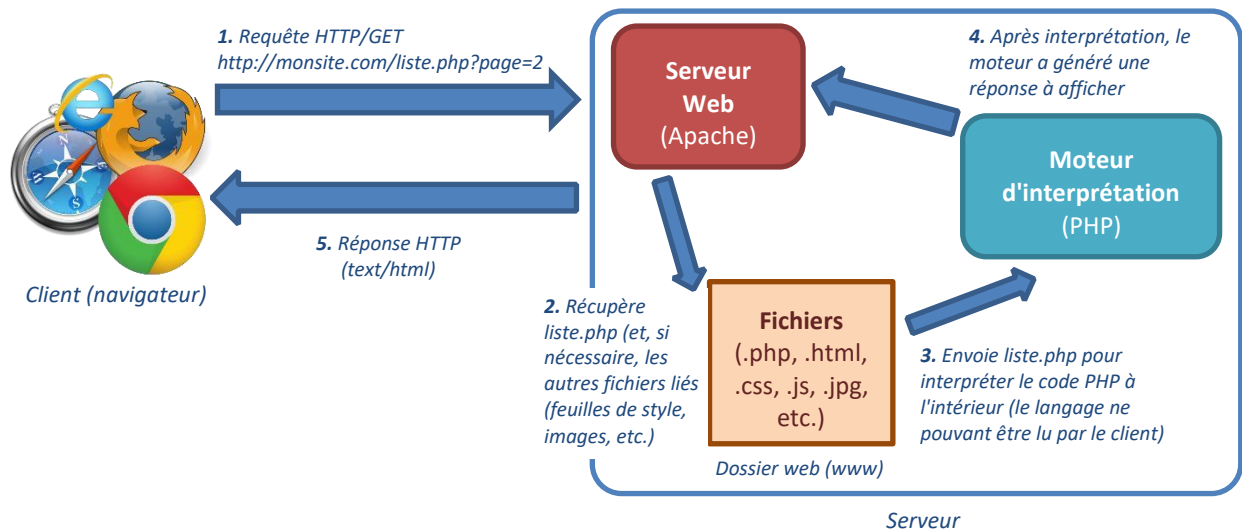 1. Requête HTTP/GET
http://monsite.com/liste.php?page=2
Serveur
Web
(Apache)
4. Après interprétation, le
moteur a généré une
réponse à afficher
Moteur
d'interprétation
(PHP)
5. Réponse HTTP
(text/html)
Client (navigateur)
2. Récupère
liste.php (et, si
nécessaire, les
autres fichiers liés
(feuilles de style,
images, etc.)
Fichiers
(.php, .html,
.css, .js, .jpg,
etc.)
3. Envoie liste.php pour
interpréter le code PHP à
l'intérieur (le langage ne
pouvant être lu par le client)
Dossier web (www)
Serveur